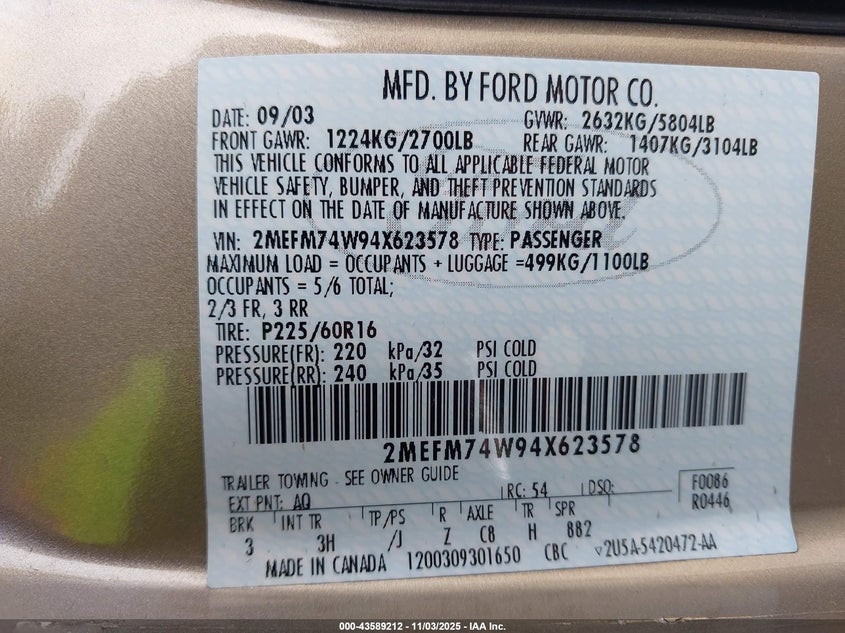 MFD. BY FORD MOTOR CO.
DATE: 09/03 GVWR: 2632KG/5804LB
FRONT GAWR: 1224KG/2700LB REAR GAWR: 1407KG/3104LB
THIS VEHICLE CONFORMS TO ALL APPLICABLE FEDERAL MOTOR
VEHICLE SAFETY, BUMPER, AND THEFT PREVENTION STANDARDS
IN EFFECT ON THE DATE OF MANUFACTURE SHOWN ABOVE.
VIN: 2MEFM74W94X623578 TYPE: PASSENGER
MAXIMUM LOAD = OCCUPANTS + LUGGAGE =499KG/1100LB
OCCUPANTS = 5/6 TOTAL;
2/3 FR, 3 RR
TIRE: P225/60R16
PRESSURE(FR): 220 kPa/32 PSI COLD
PRESSURE(RR): 240 kPa/35 PSI COLD
2MEFM74W94X623578
TRAILER TOWING - SEE OWNER GUIDE
EXT PNT: AQ RC: 54 DSO: F0086
R0446
BRK INT TR TP/PS R AXLE TR SPR
3 3H /J Z C8 H 882
MADE IN CANADA 1200309301650 CBC ▽2U5A-5420472-AA
000-43589212 - 11/03/2025 - IAA Inc.